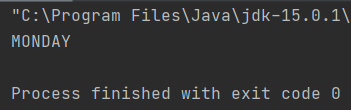 "C:\Program Files\Java\jdk-15.0.1\
MONDAY
Process finished with exit code 0